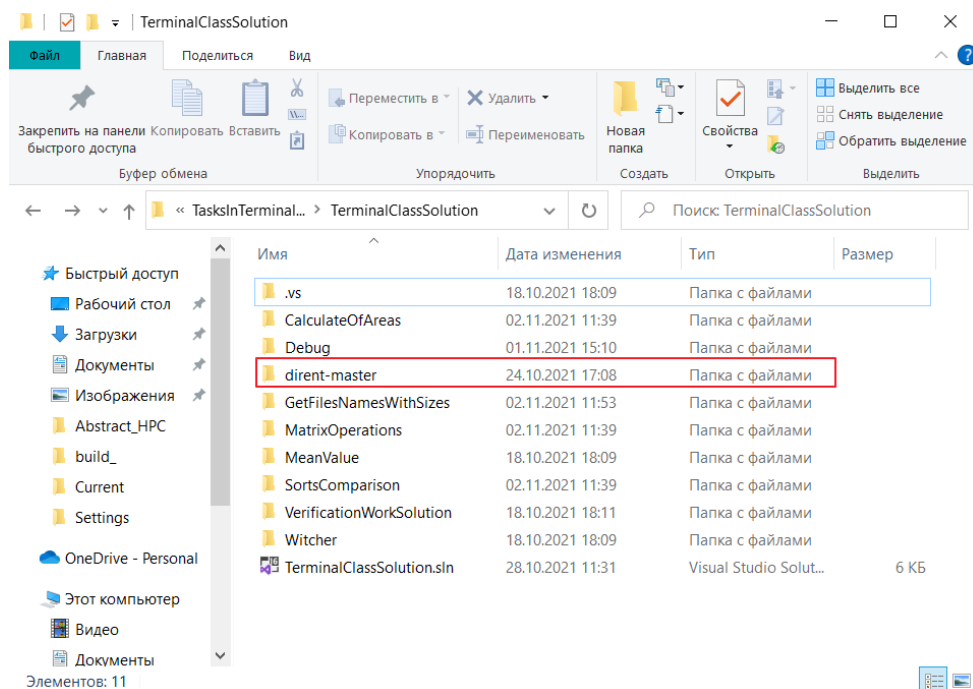 TerminalClassSolution
Файл Главная Поделиться Вид
Закрепить на панели быстрого доступа
Копировать
Вставить
Переместить в
Копировать в
Удалить
Переименовать
Новая папка
Свойства
Выделить все
Снять выделение
Обратить выделение
Буфер обмена Упорядочить Создать Открыть Выделить
« TasksInTerminal... > TerminalClassSolution
Поиск: TerminalClassSolution
Имя Дата изменения Тип Размер
Быстрый доступ
Рабочий стол
Загрузки
Документы
Изображения
Abstract_HPC
build_
Current
Settings
OneDrive - Personal
Этот компьютер
Видео
Документы
.vs 18.10.2021 18:09 Папка с файлами
CalculateOfAreas 02.11.2021 11:39 Папка с файлами
Debug 01.11.2021 15:10 Папка с файлами
dirent-master 24.10.2021 17:08 Папка с файлами
GetFilesNamesWithSizes 02.11.2021 11:53 Папка с файлами
MatrixOperations 02.11.2021 11:39 Папка с файлами
MeanValue 18.10.2021 18:09 Папка с файлами
SortsComparison 02.11.2021 11:39 Папка с файлами
VerificationWorkSolution 18.10.2021 18:11 Папка с файлами
Witcher 18.10.2021 18:09 Папка с файлами
TerminalClassSolution.sln 28.10.2021 11:31 Visual Studio Solut... 6 КБ
Элементов: 11